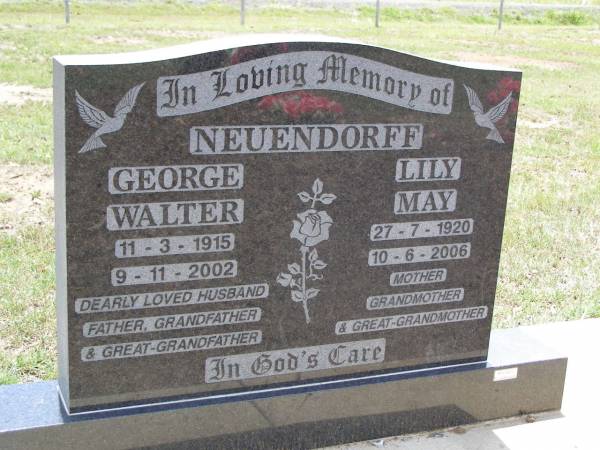 In Loving Memory of
NEUENDORFF
GEORGE
WALTER
11 - 3 - 1915
9 - 11 - 2002
DEARLY LOVED HUSBAND
FATHER, GRANDFATHER
& GREAT-GRANDFATHER
LILY
MAY
27 - 7 - 1920
10 - 6 - 2006
MOTHER
GRANDMOTHER
& GREAT-GRANDMOTHER
In God's Care